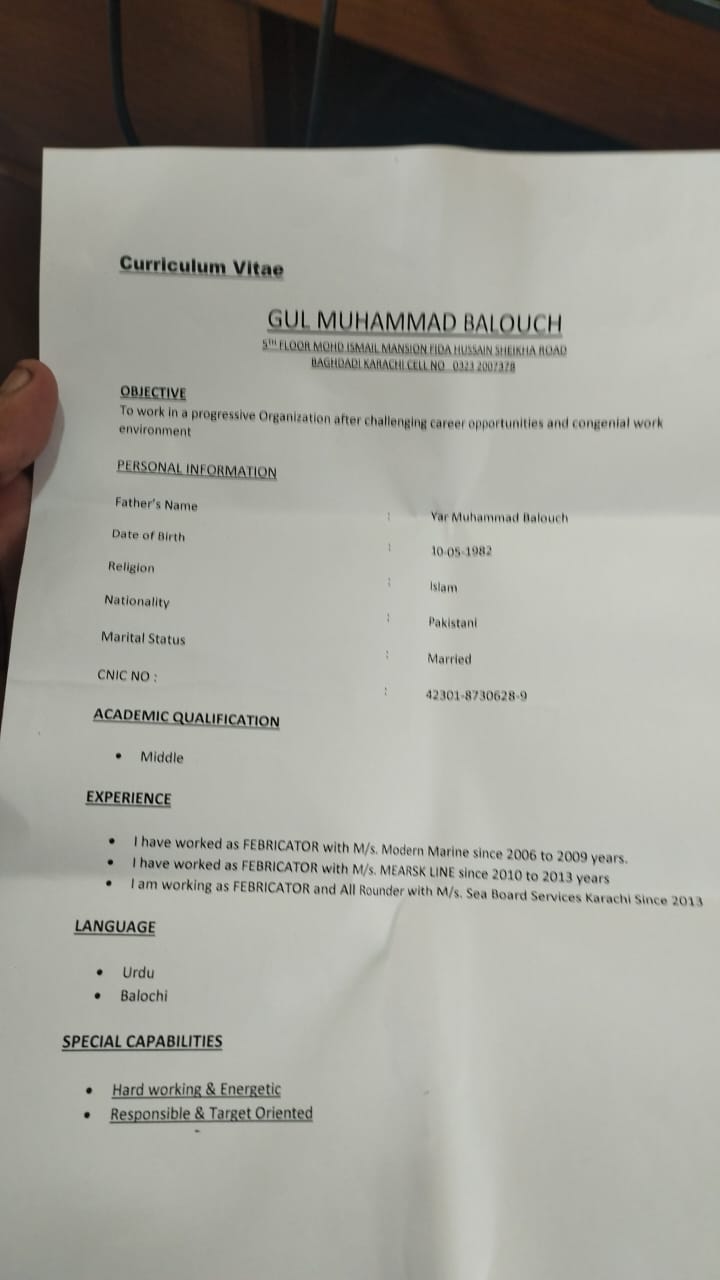 Curriculum Vitae
GUL MUHAMMAD BALOUCH
5TH FLOOR MOHD ISMAIL MANSION FIDA HUSSAIN SHEIKHA ROAD
BAGHDADI KARACHI CELL NO. 0323 2007378
OBJECTIVE
To work in a progressive Organization after challenging career opportunities and congenial work
environment
PERSONAL INFORMATION
Father's Name : Yar Muhammad Balouch
Date of Birth : 10-05-1982
Religion : Islam
Nationality : Pakistani
Marital Status : Married
CNIC NO : : 42301-8730628-9
ACADEMIC QUALIFICATION
• Middle
EXPERIENCE
• I have worked as FEBRICATOR with M/s. Modern Marine since 2006 to 2009 years.
• I have worked as FEBRICATOR with M/s. MEARSK LINE since 2010 to 2013 years
• I am working as FEBRICATOR and All Rounder with M/s. Sea Board Services Karachi Since 2013
LANGUAGE
• Urdu
• Balochi
SPECIAL CAPABILITIES
• Hard working & Energetic
• Responsible & Target Oriented